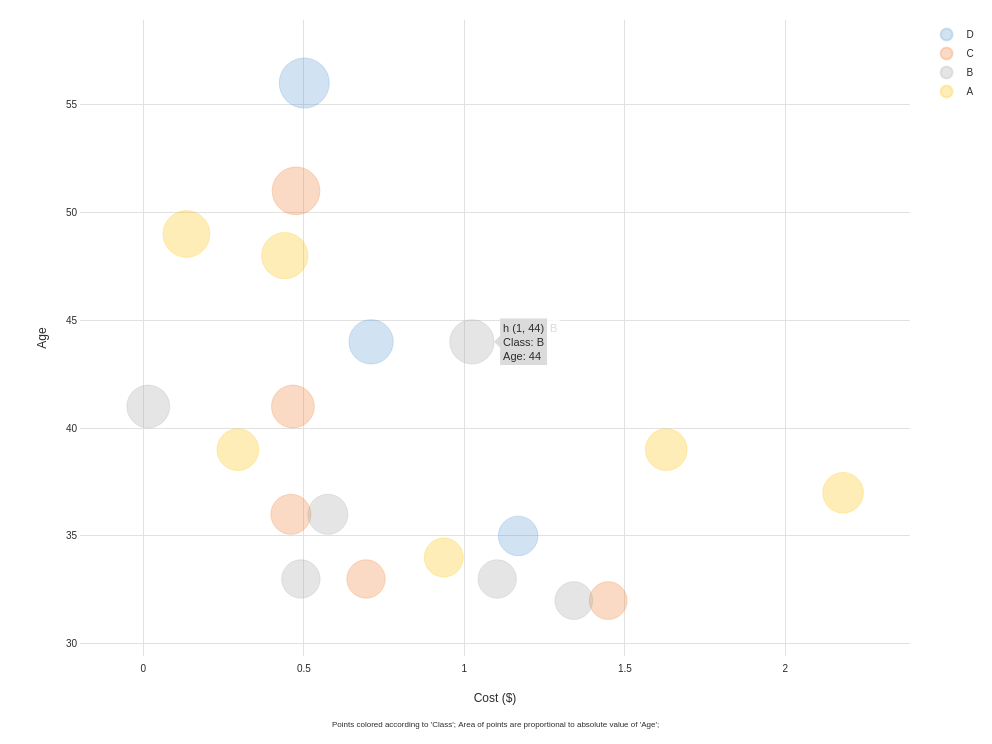 D
C
B
A
55
50
45
40
35
30
Age
h (1, 44) B
Class: B
Age: 44
0 0.5 1 1.5 2
Cost ($)
Points colored according to 'Class'; Area of points are proportional to absolute value of 'Age';